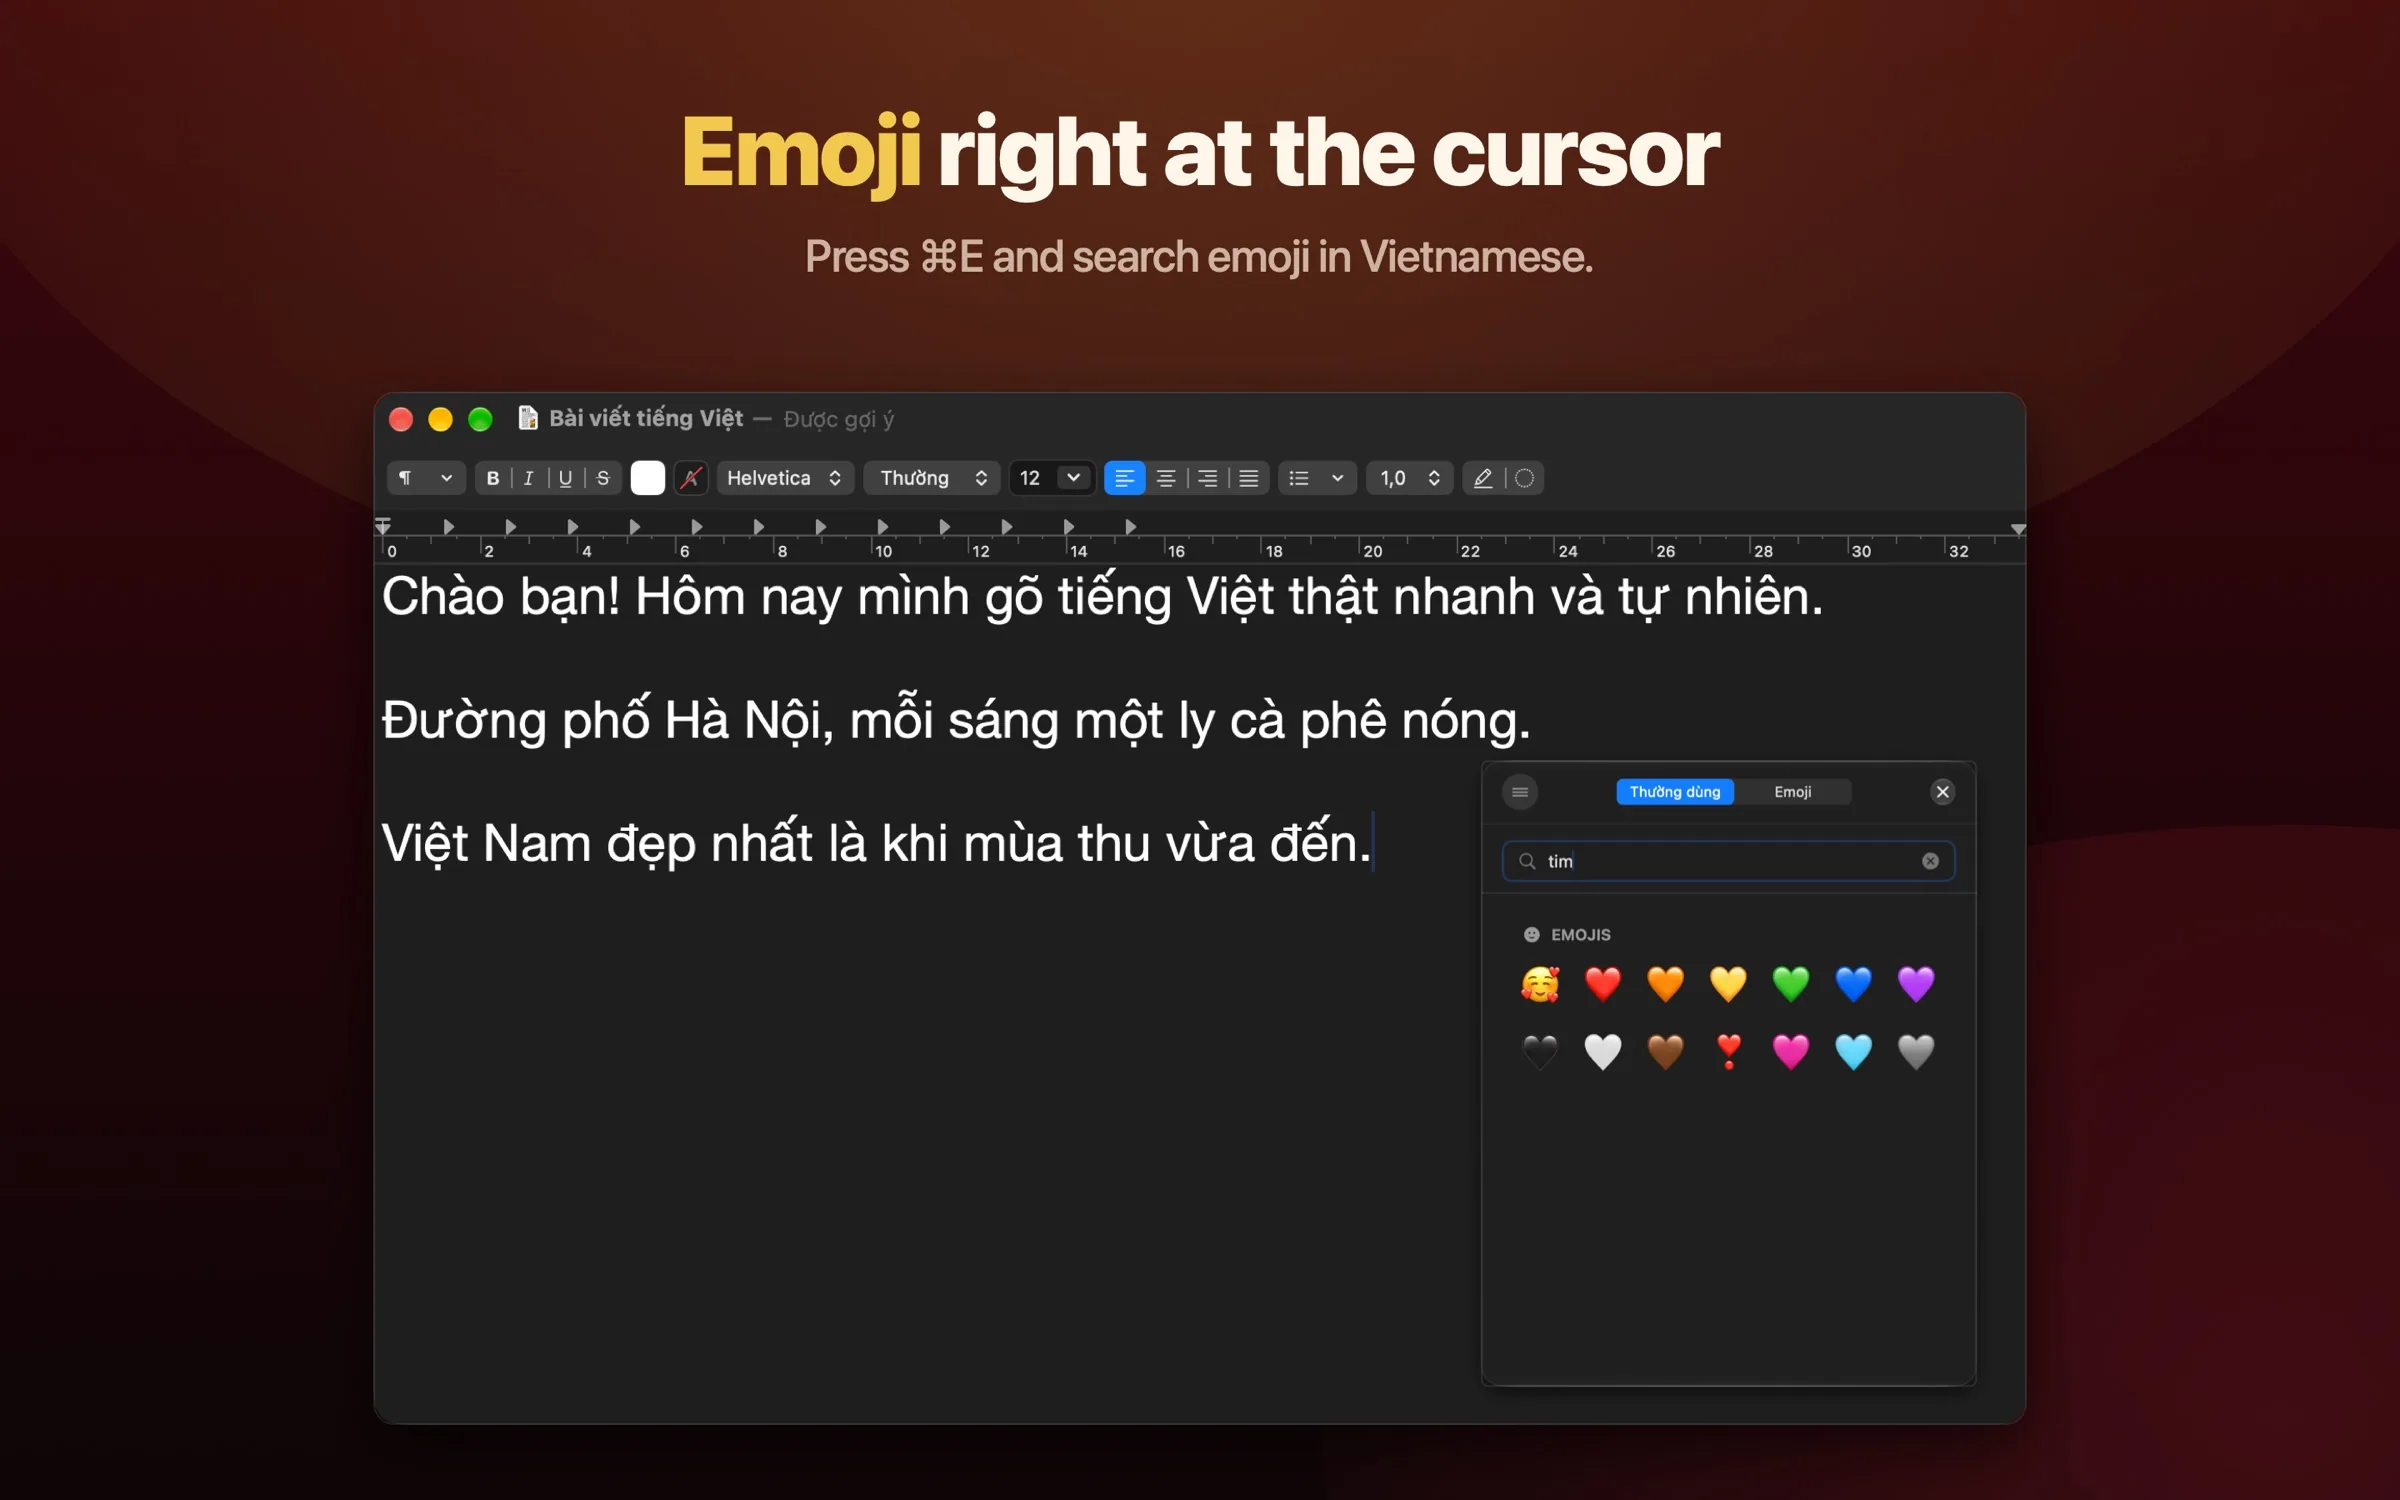 Emoji right at the cursor
Press ⌘E and search emoji in Vietnamese.
Bài viết tiếng Việt — Được gợi ý
¶ B I U S A Helvetica Thường 12 1,0
0 2 4 6 8 10 12 14 16 18 20 22 24 26 28 30 32
Chào bạn! Hôm nay mình gõ tiếng Việt thật nhanh và tự nhiên.
Đường phố Hà Nội, mỗi sáng một ly cà phê nóng.
Việt Nam đẹp nhất là khi mùa thu vừa đến.
Thường dùng Emoji
tim
EMOJIS